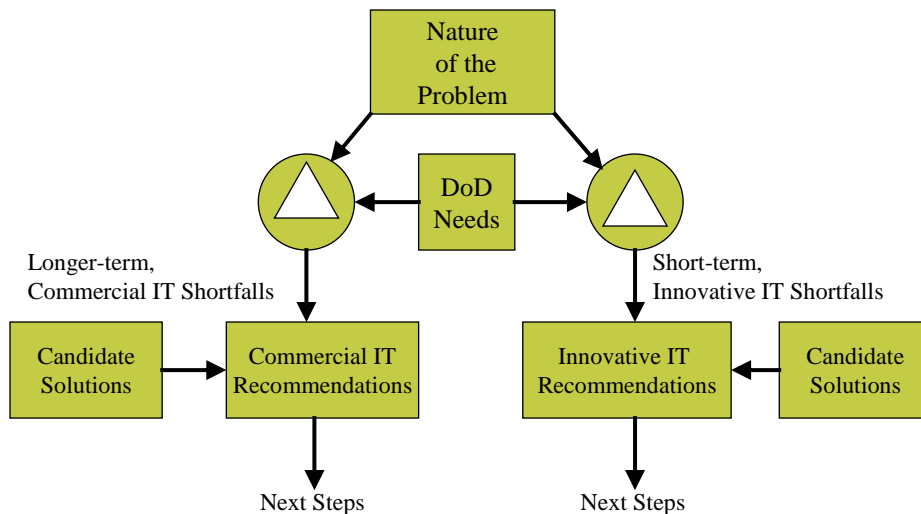 Nature
of the
Problem
DoD
Needs
Longer-term,
Commercial IT Shortfalls
Short-term,
Innovative IT Shortfalls
Candidate
Solutions
Commercial IT
Recommendations
Innovative IT
Recommendations
Candidate
Solutions
Next Steps
Next Steps